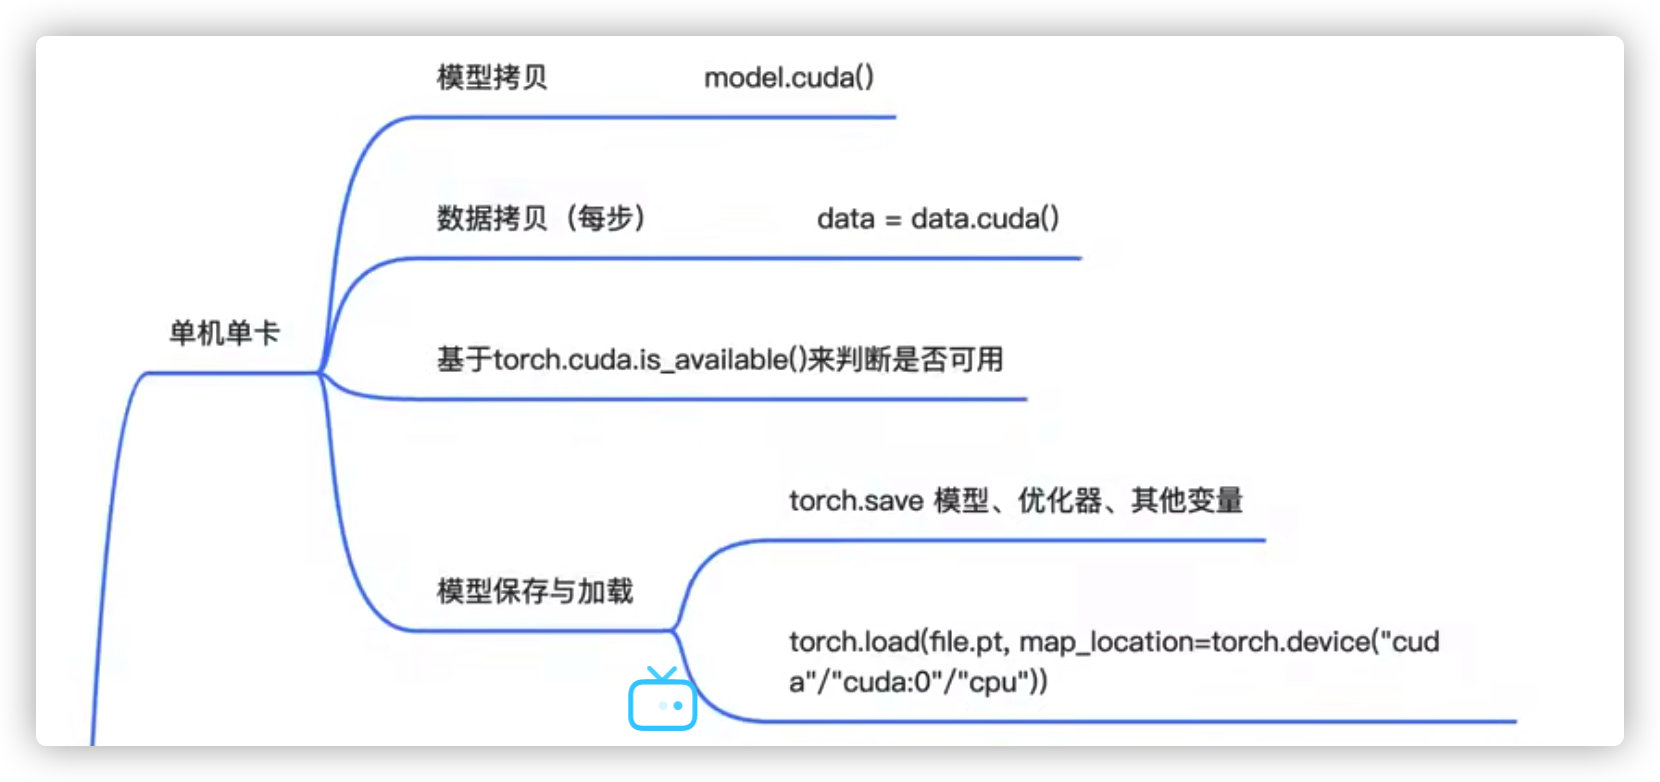 模型拷贝 model.cuda()
数据拷贝（每步） data = data.cuda()
单机单卡
基于torch.cuda.is_available()来判断是否可用
torch.save 模型、优化器、其他变量
模型保存与加载
torch.load(file.pt, map_location=torch.device("cud
a"/"cuda:0"/"cpu"))